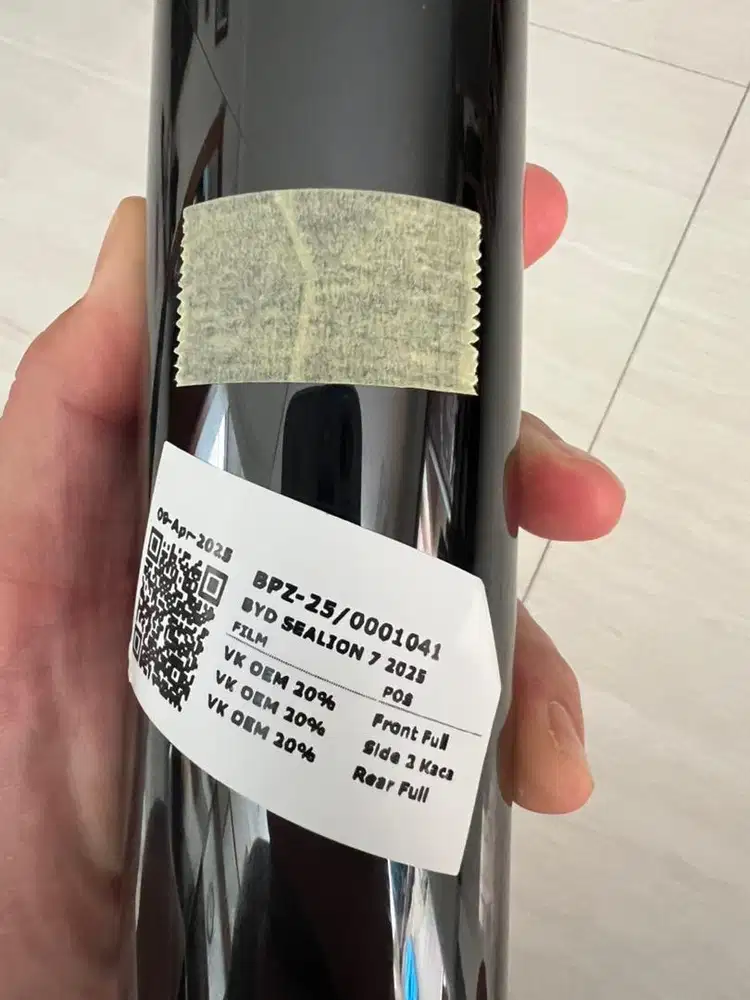 09-Apr-2025
BPZ-25/0001041
BYD SEALION 7 2025
FILM POS
VK OEM 20% Front Full
VK OEM 20% Side 2 Kaca
VK OEM 20% Rear Full